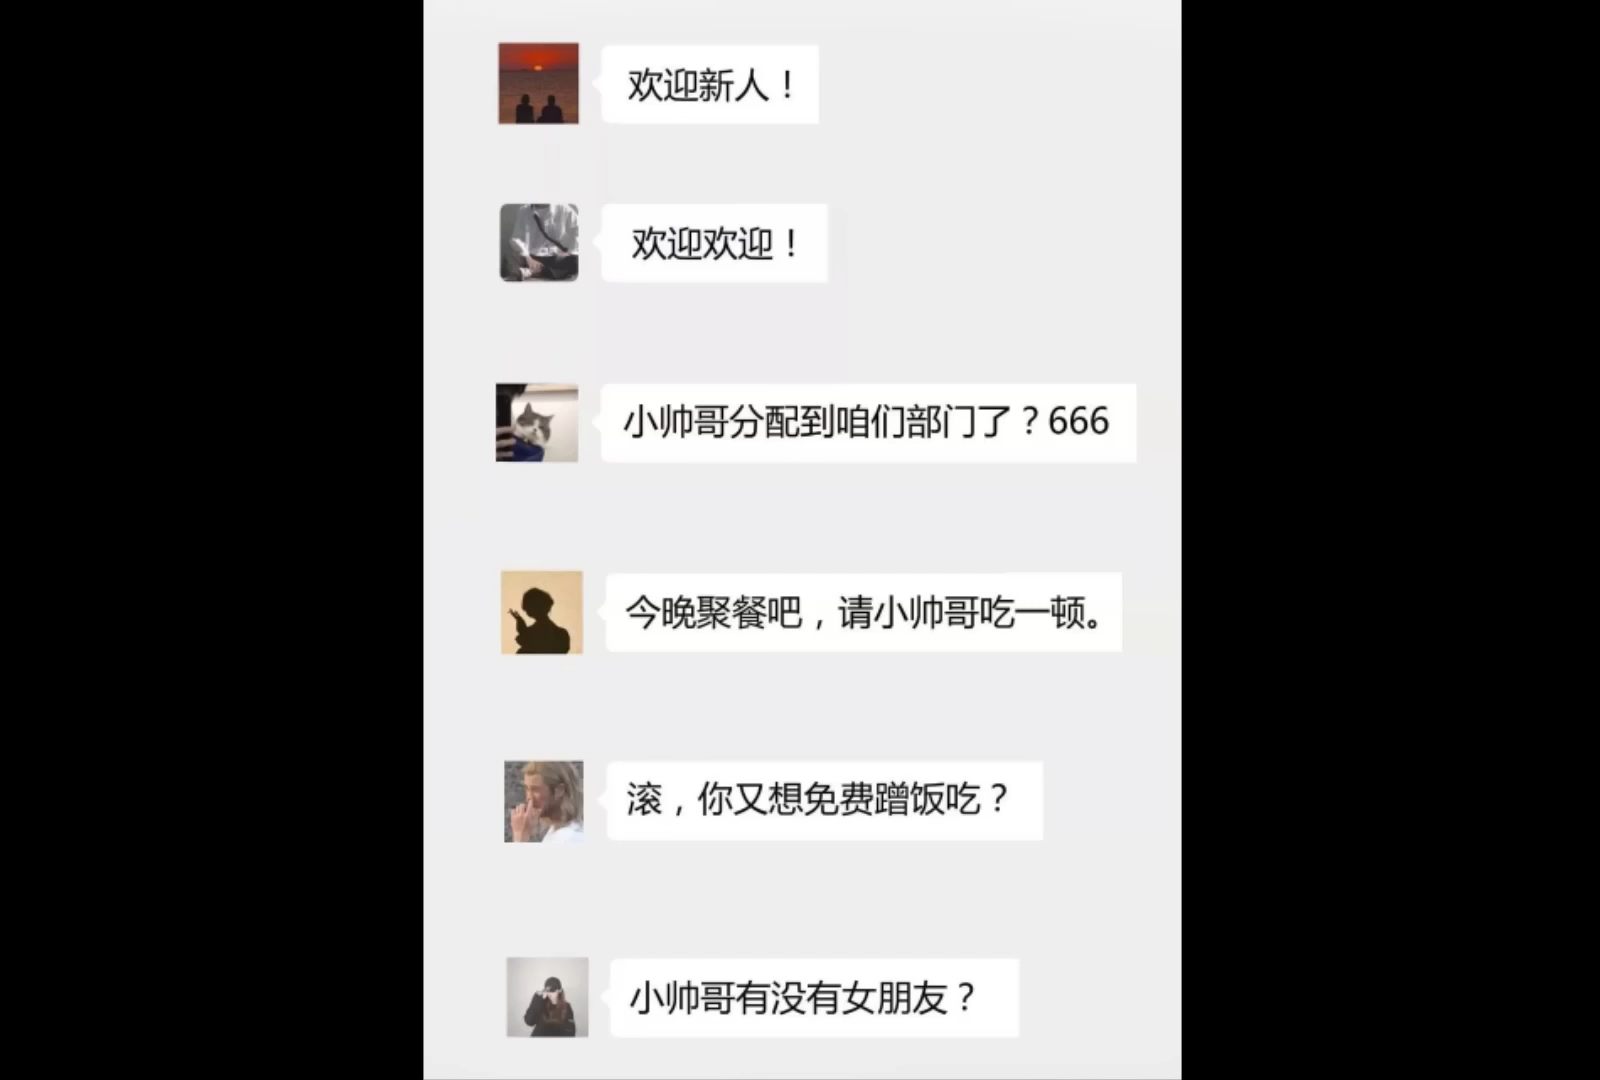 欢迎新人！
欢迎欢迎！
小帅哥分配到咱们部门了？666
今晚聚餐吧，请小帅哥吃一顿。
滚，你又想免费蹭饭吃？
小帅哥有没有女朋友？